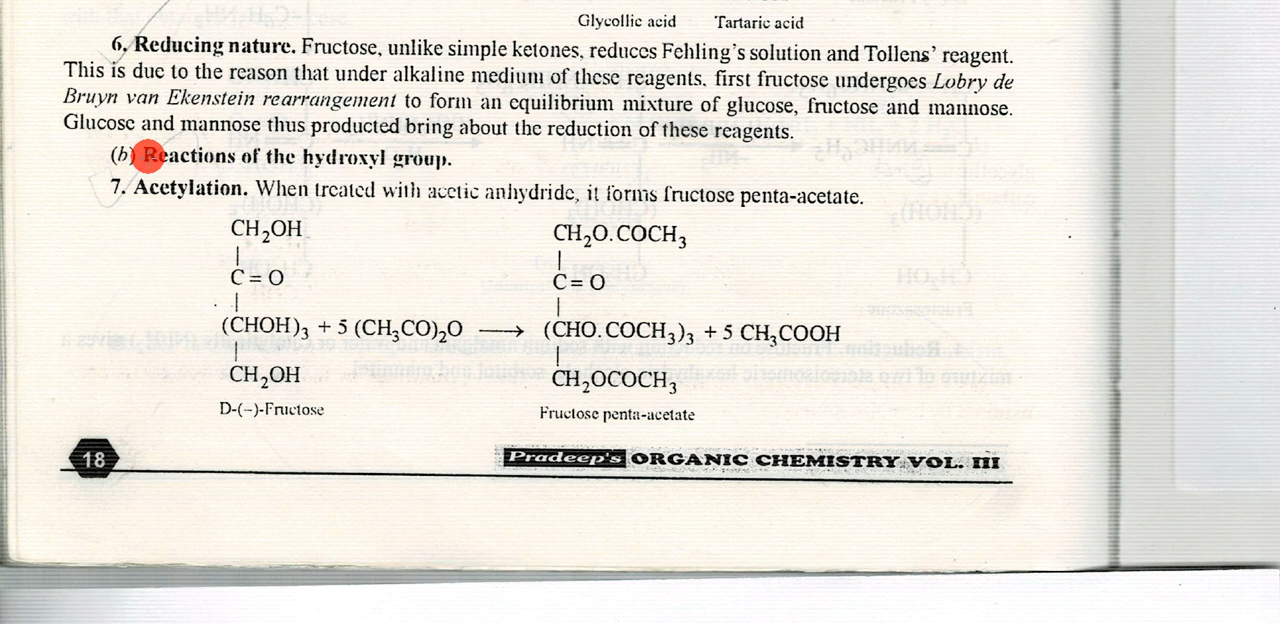 Glycollic acid Tartaric acid
6. Reducing nature. Fructose, unlike simple ketones, reduces Fehling's solution and Tollens' reagent.
This is due to the reason that under alkaline medium of these reagents, first fructose undergoes Lobry de
Bruyn van Ekenstein rearrangement to form an equilibrium mixture of glucose, fructose and mannose.
Glucose and mannose thus producted bring about the reduction of these reagents.
(b) Reactions of the hydroxyl group.
7. Acetylation. When treated with acetic anhydride, it forms fructose penta-acetate.
CH₂OH CH₂O.COCH₃
| |
C = O C = O
| |
(CHOH)₃ + 5 (CH₃CO)₂O ⟶ (CHO.COCH₃)₃ + 5 CH₃COOH
| |
CH₂OH CH₂OCOCH₃
D-(−)-Fructose Fructose penta-acetate
18 Pradeep's ORGANIC CHEMISTRY VOL. III